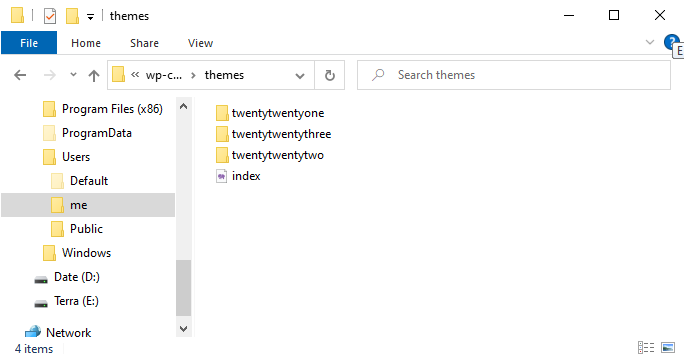 themes
File Home Share View
E
« wp-c... > themes
Search themes
Program Files (x86)
ProgramData
Users
Default
me
Public
Windows
Date (D:)
Terra (E:)
Network
twentytwentyone
twentytwentythree
twentytwentytwo
index
4 items